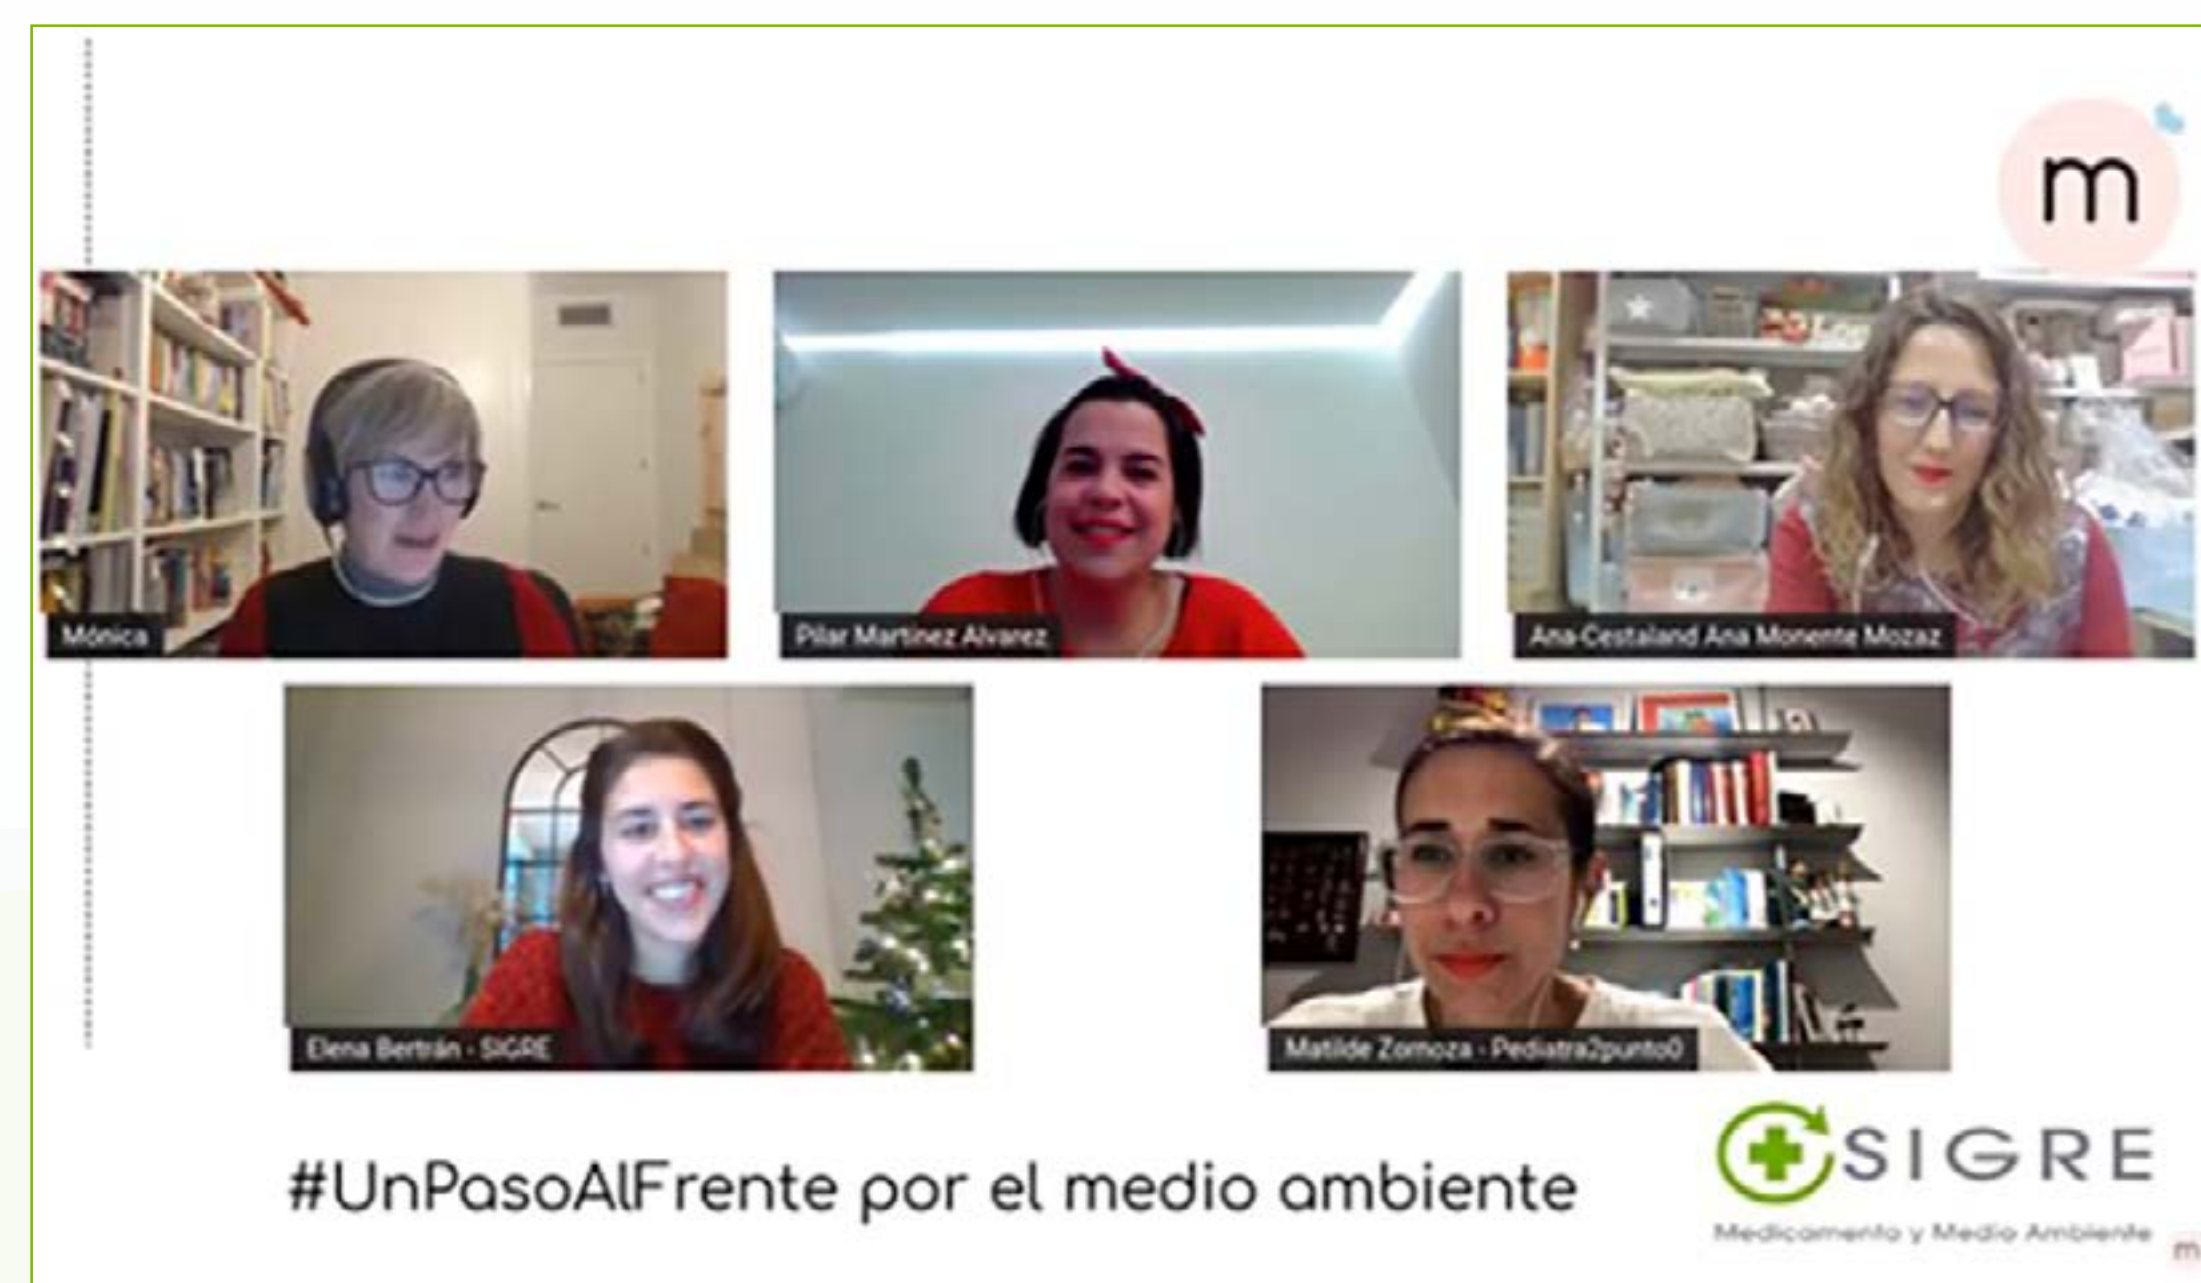 m
Mónica
Pilar Martinez Alvarez
Ana-Cestaland Ana Monente Mozaz
Elena Bertrán - SIGRE
Matilde Zornoza - Pediatra2punto0
#UnPasoAlFrente por el medio ambiente
SIGRE
Medicamento y Medio Ambiente
m